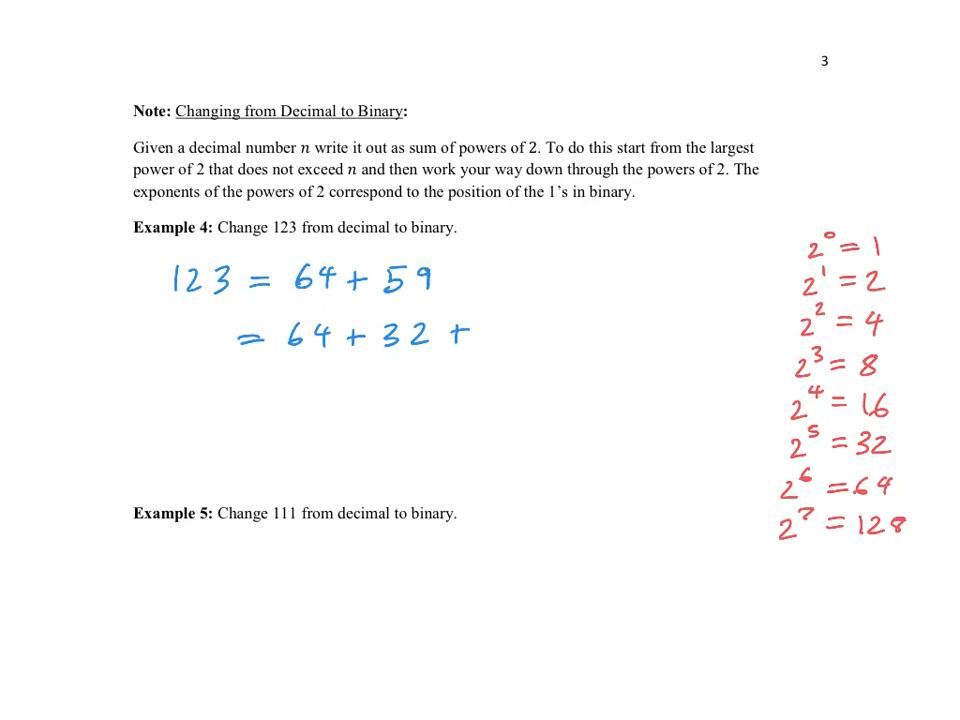 3
Note: Changing from Decimal to Binary:
Given a decimal number n write it out as sum of powers of 2. To do this start from the largest
power of 2 that does not exceed n and then work your way down through the powers of 2. The
exponents of the powers of 2 correspond to the position of the 1's in binary.
Example 4: Change 123 from decimal to binary.
123 = 64 + 59
= 64 + 32 +
2⁰ = 1
2¹ = 2
2² = 4
2³ = 8
2⁴ = 16
2⁵ = 32
2⁶ = 64
2⁷ = 128
Example 5: Change 111 from decimal to binary.